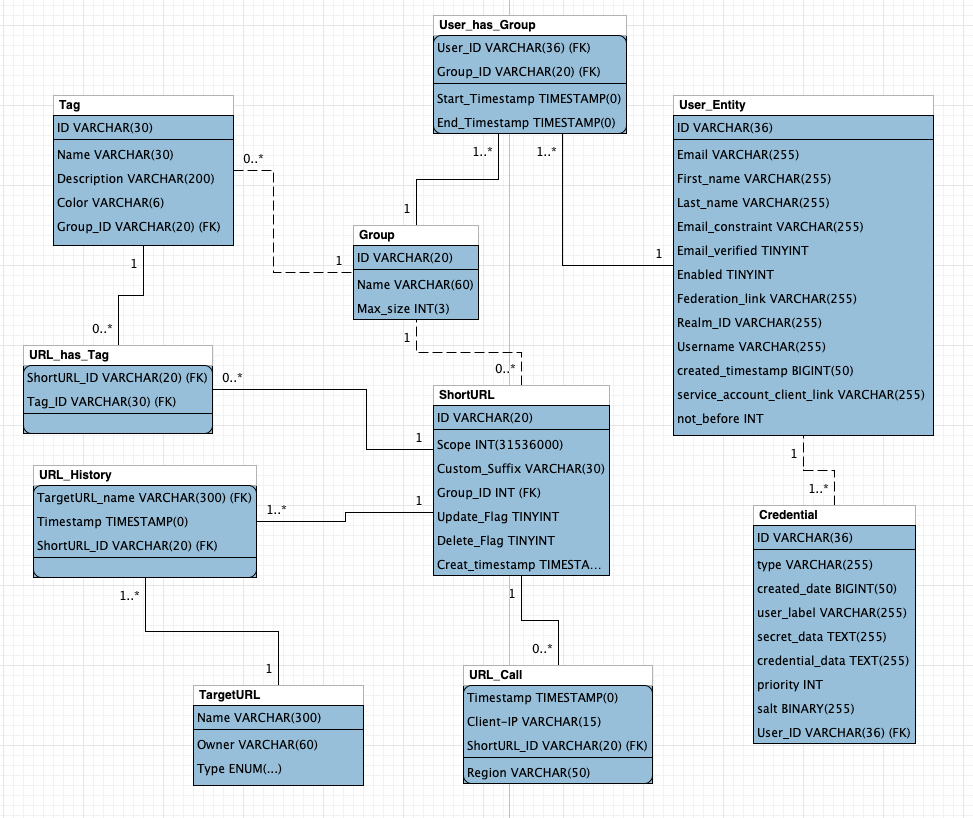 User_has_Group
User_ID VARCHAR(36) (FK)
Group_ID VARCHAR(20) (FK)
Start_Timestamp TIMESTAMP(0)
End_Timestamp TIMESTAMP(0)
1..*
1..*
Tag
ID VARCHAR(30)
Name VARCHAR(30)
Description VARCHAR(200)
Color VARCHAR(6)
Group_ID VARCHAR(20) (FK)
0..*
1
1
1
1
0..*
User_Entity
ID VARCHAR(36)
Email VARCHAR(255)
First_name VARCHAR(255)
Last_name VARCHAR(255)
Email_constraint VARCHAR(255)
Email_verified TINYINT
Enabled TINYINT
Federation_link VARCHAR(255)
Realm_ID VARCHAR(255)
Username VARCHAR(255)
created_timestamp BIGINT(50)
service_account_client_link VARCHAR(255)
not_before INT
Group
ID VARCHAR(20)
Name VARCHAR(60)
Max_size INT(3)
1
0..*
URL_has_Tag
ShortURL_ID VARCHAR(20) (FK)
Tag_ID VARCHAR(30) (FK)
0..*
1
ShortURL
ID VARCHAR(20)
Scope INT(31536000)
Custom_Suffix VARCHAR(30)
Group_ID INT (FK)
Update_Flag TINYINT
Delete_Flag TINYINT
Creat_timestamp TIMESTA...
1
0..*
URL_History
TargetURL_name VARCHAR(300) (FK)
Timestamp TIMESTAMP(0)
ShortURL_ID VARCHAR(20) (FK)
1..*
1
1..*
1
1
1..*
Credential
ID VARCHAR(36)
type VARCHAR(255)
created_date BIGINT(50)
user_label VARCHAR(255)
secret_data TEXT(255)
credential_data TEXT(255)
priority INT
salt BINARY(255)
User_ID VARCHAR(36) (FK)
TargetURL
Name VARCHAR(300)
Owner VARCHAR(60)
Type ENUM(...)
URL_Call
Timestamp TIMESTAMP(0)
Client-IP VARCHAR(15)
ShortURL_ID VARCHAR(20) (FK)
Region VARCHAR(50)